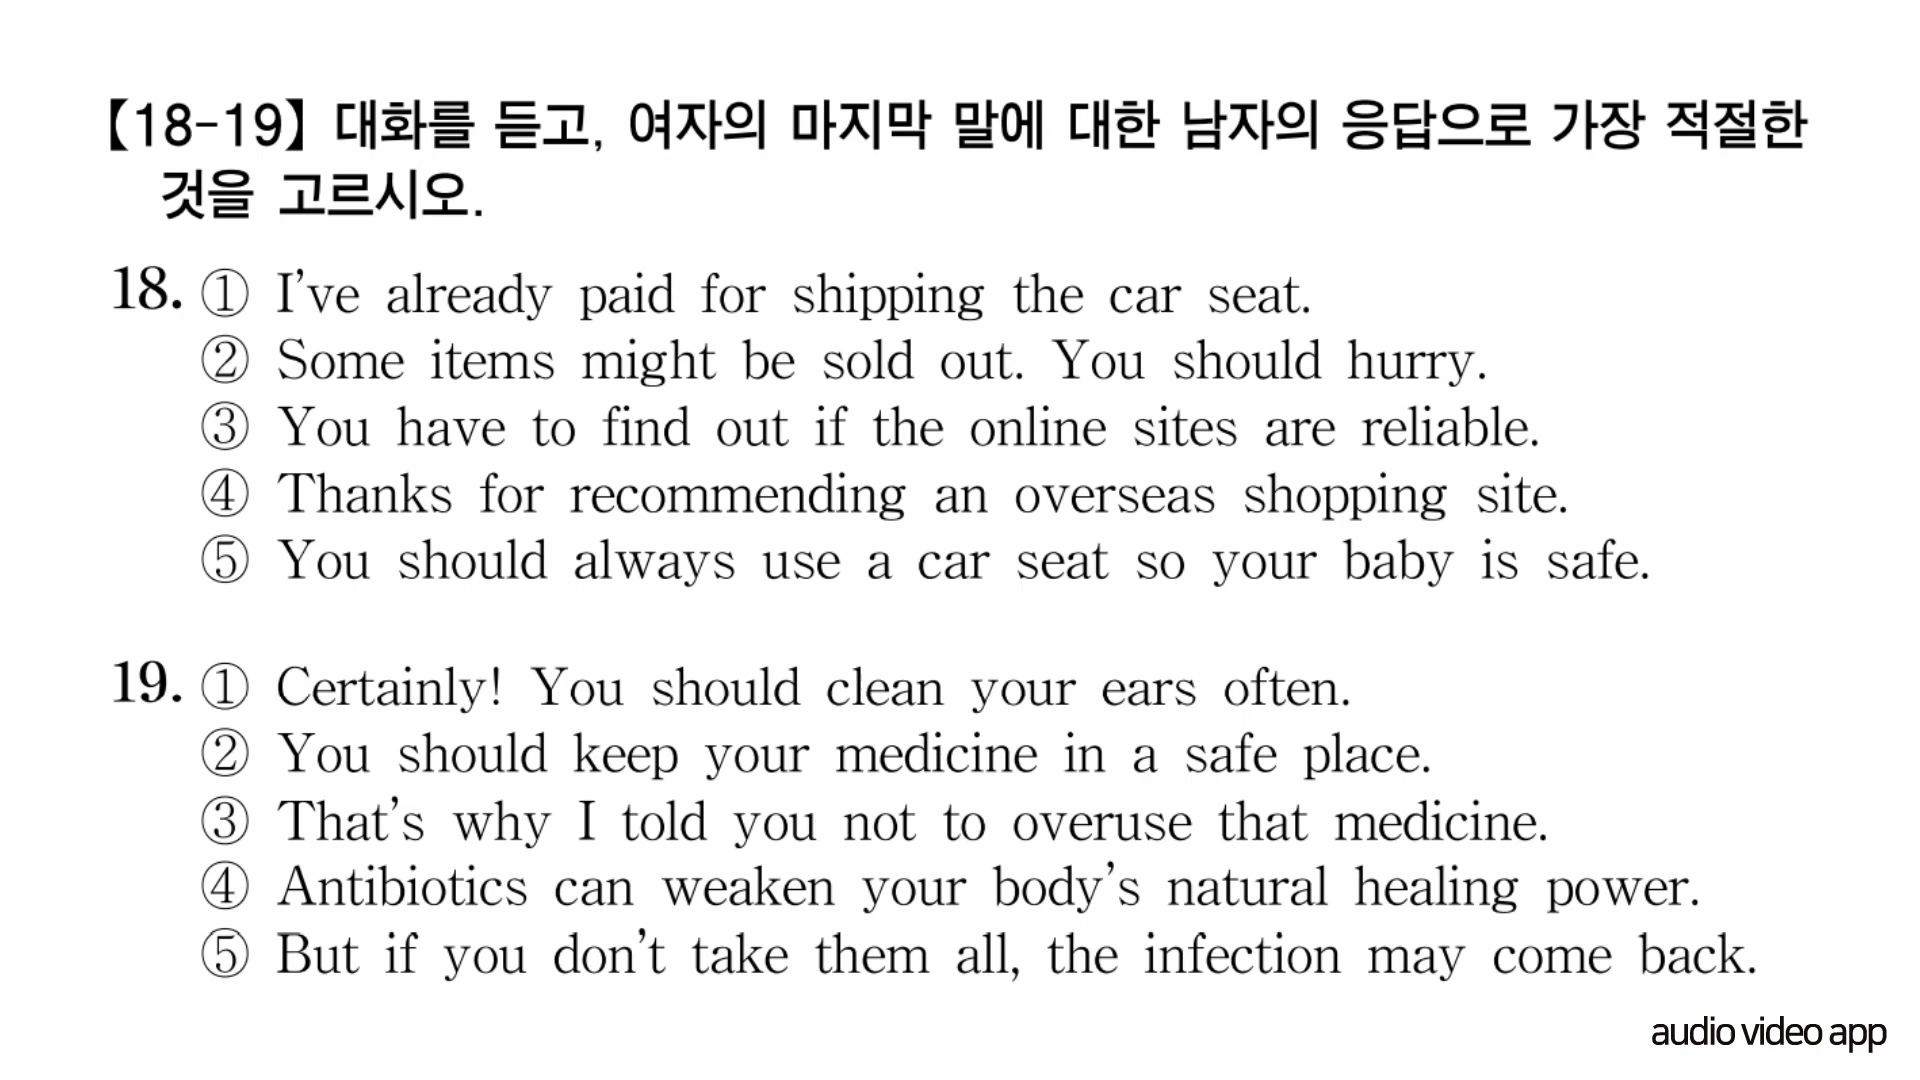 【18-19】 대화를 듣고, 여자의 마지막 말에 대한 남자의 응답으로 가장 적절한
것을 고르시오.
18. ① I've already paid for shipping the car seat.
② Some items might be sold out. You should hurry.
③ You have to find out if the online sites are reliable.
④ Thanks for recommending an overseas shopping site.
⑤ You should always use a car seat so your baby is safe.
19. ① Certainly! You should clean your ears often.
② You should keep your medicine in a safe place.
③ That's why I told you not to overuse that medicine.
④ Antibiotics can weaken your body's natural healing power.
⑤ But if you don't take them all, the infection may come back.
audio video app